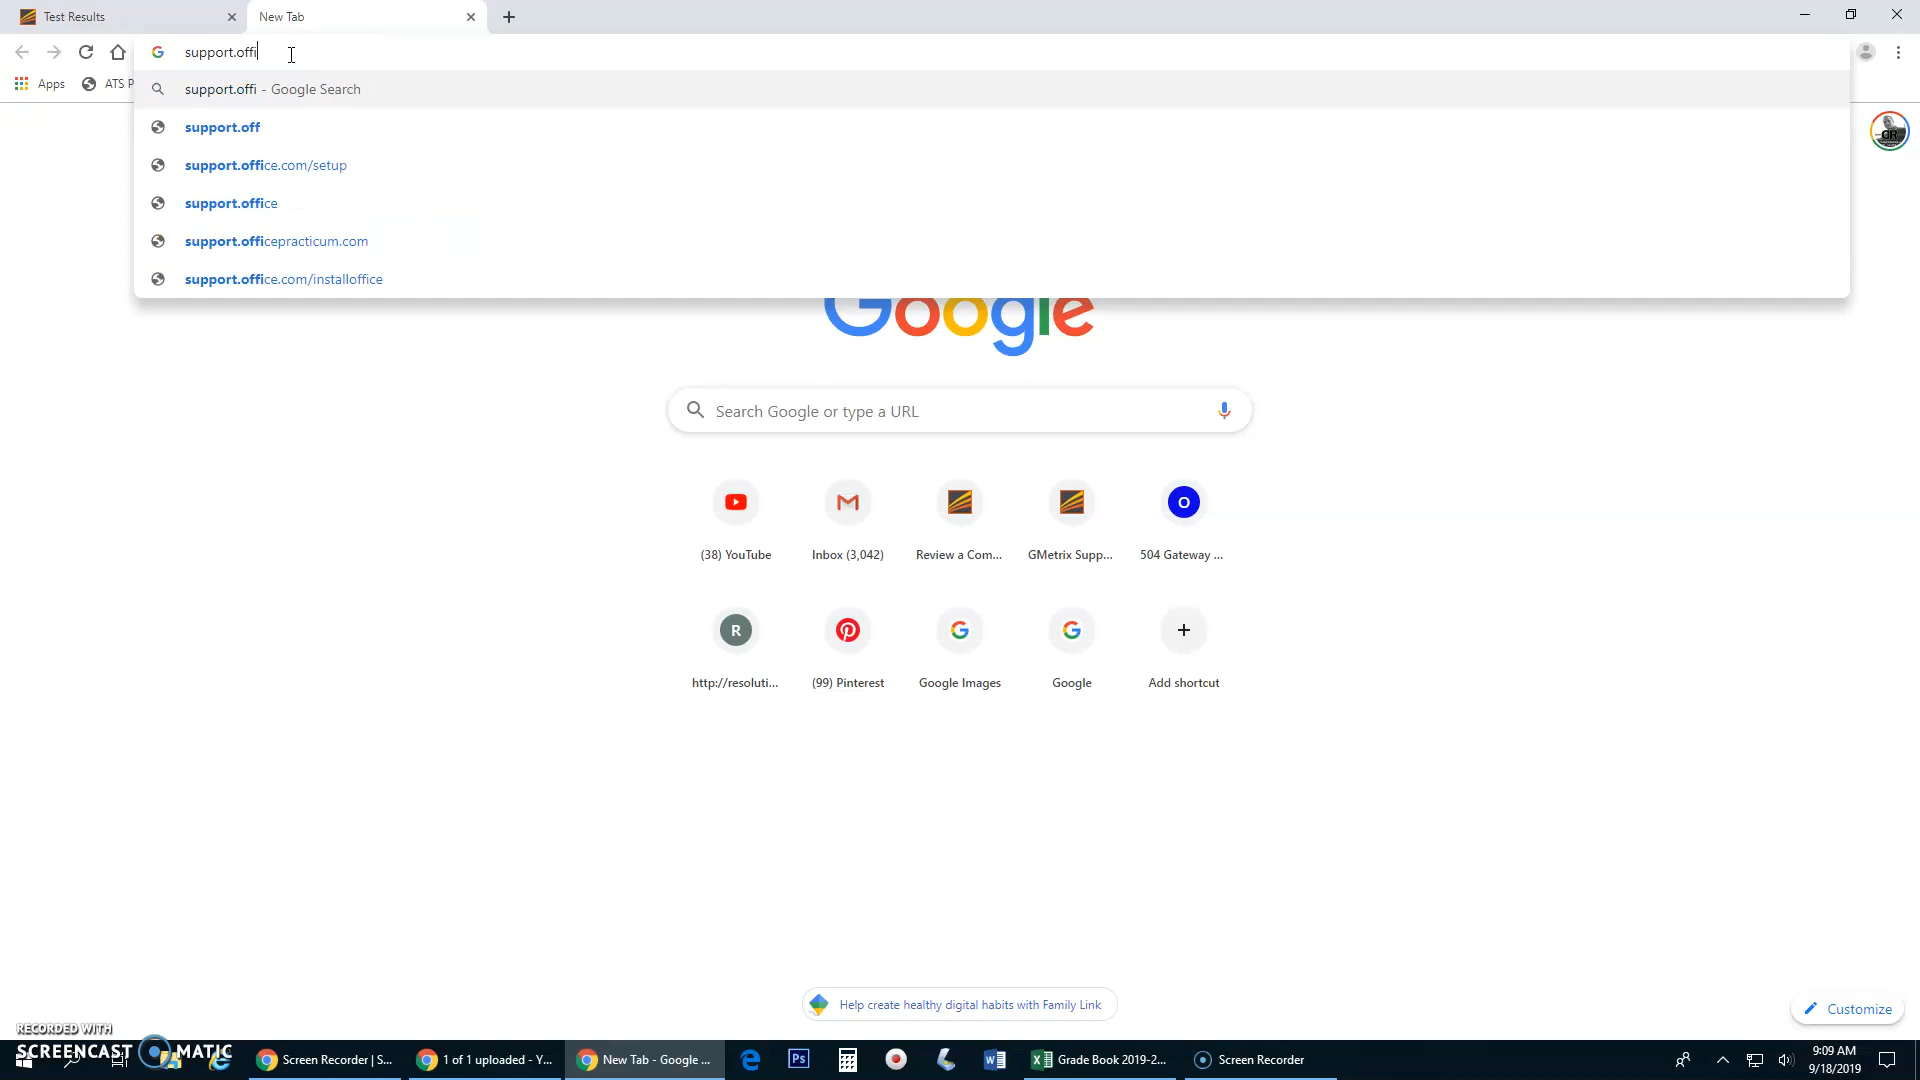 Test Results
New Tab
support.offi
Apps
ATS P
support.offi - Google Search
support.off
support.office.com/setup
support.office
support.officepracticum.com
support.office.com/installoffice
Google
Search Google or type a URL
(38) YouTube
Inbox (3,042)
Review a Com...
GMetrix Supp...
O
504 Gateway ...
R
http://resoluti...
(99) Pinterest
Google Images
Google
Add shortcut
Help create healthy digital habits with Family Link
Customize
RECORDED WITH
SCREENCAST MATIC
Screen Recorder | S...
1 of 1 uploaded - Y...
New Tab - Google ...
Ps
Grade Book 2019-2...
Screen Recorder
9:09 AM
9/18/2019